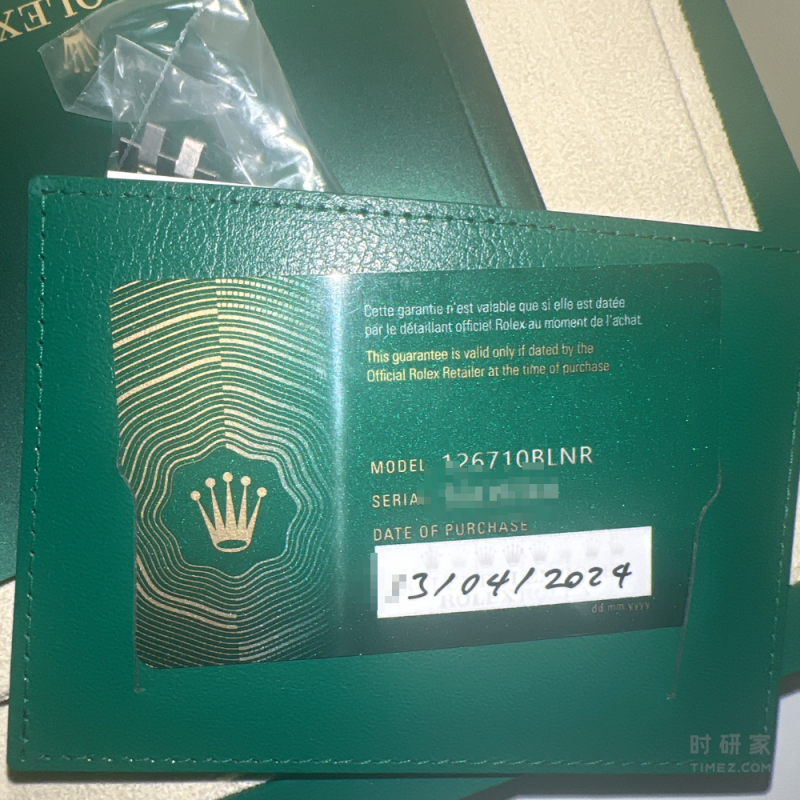 ROLEX
Cette garantie n'est valable que si elle est datée
par le détaillant officiel Rolex au moment de l'achat.
This guarantee is valid only if dated by the
Official Rolex Retailer at the time of purchase
MODEL 126710BLNR
SERIA
DATE OF PURCHASE
3/04/2024
ROLEX
dd.mm.yyyy
时研家
TIMEZ.COM